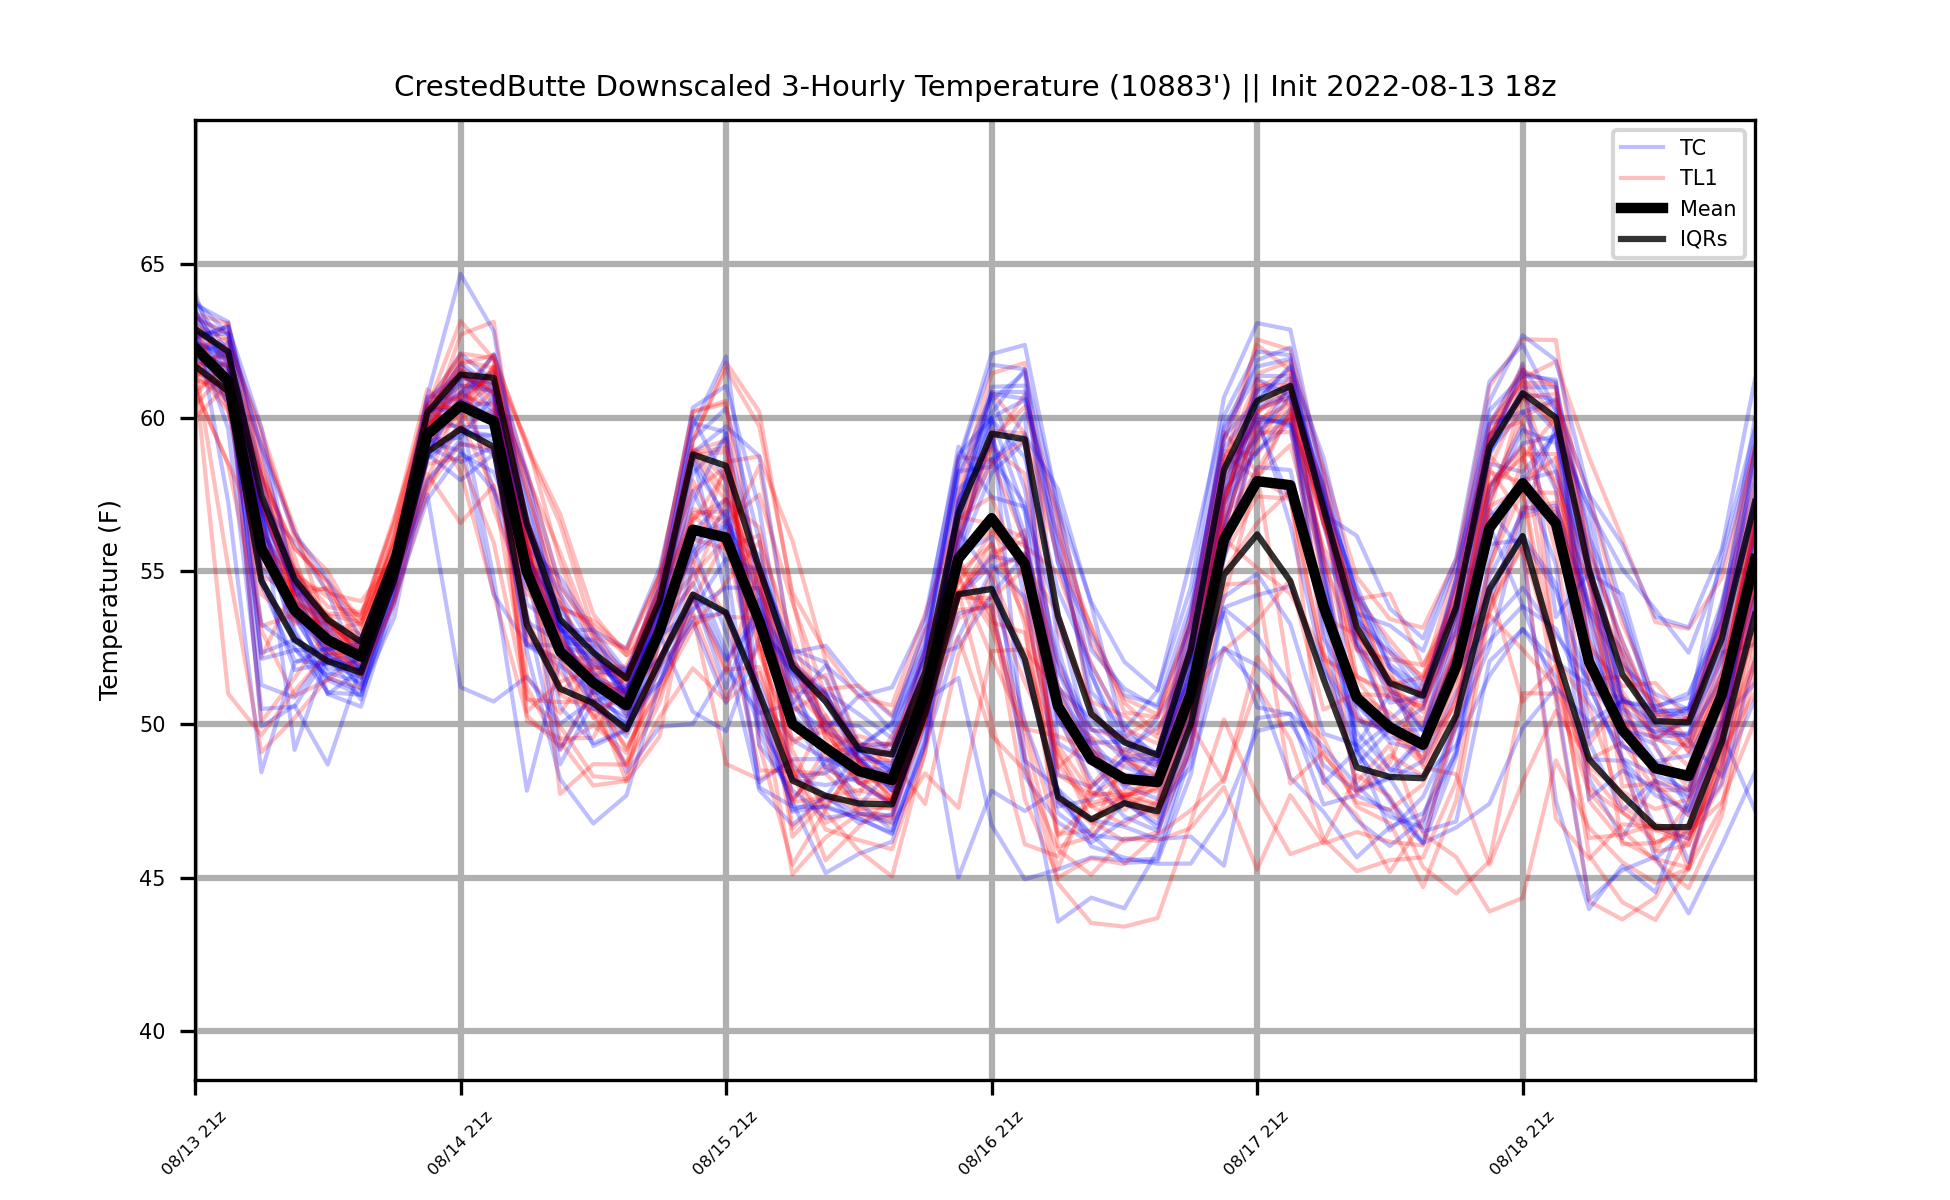 CrestedButte Downscaled 3-Hourly Temperature (10883') || Init 2022-08-13 18z
TC
TL1
Mean
IQRs
Temperature (F)
65
60
55
50
45
40
08/13 21z
08/14 21z
08/15 21z
08/16 21z
08/17 21z
08/18 21z